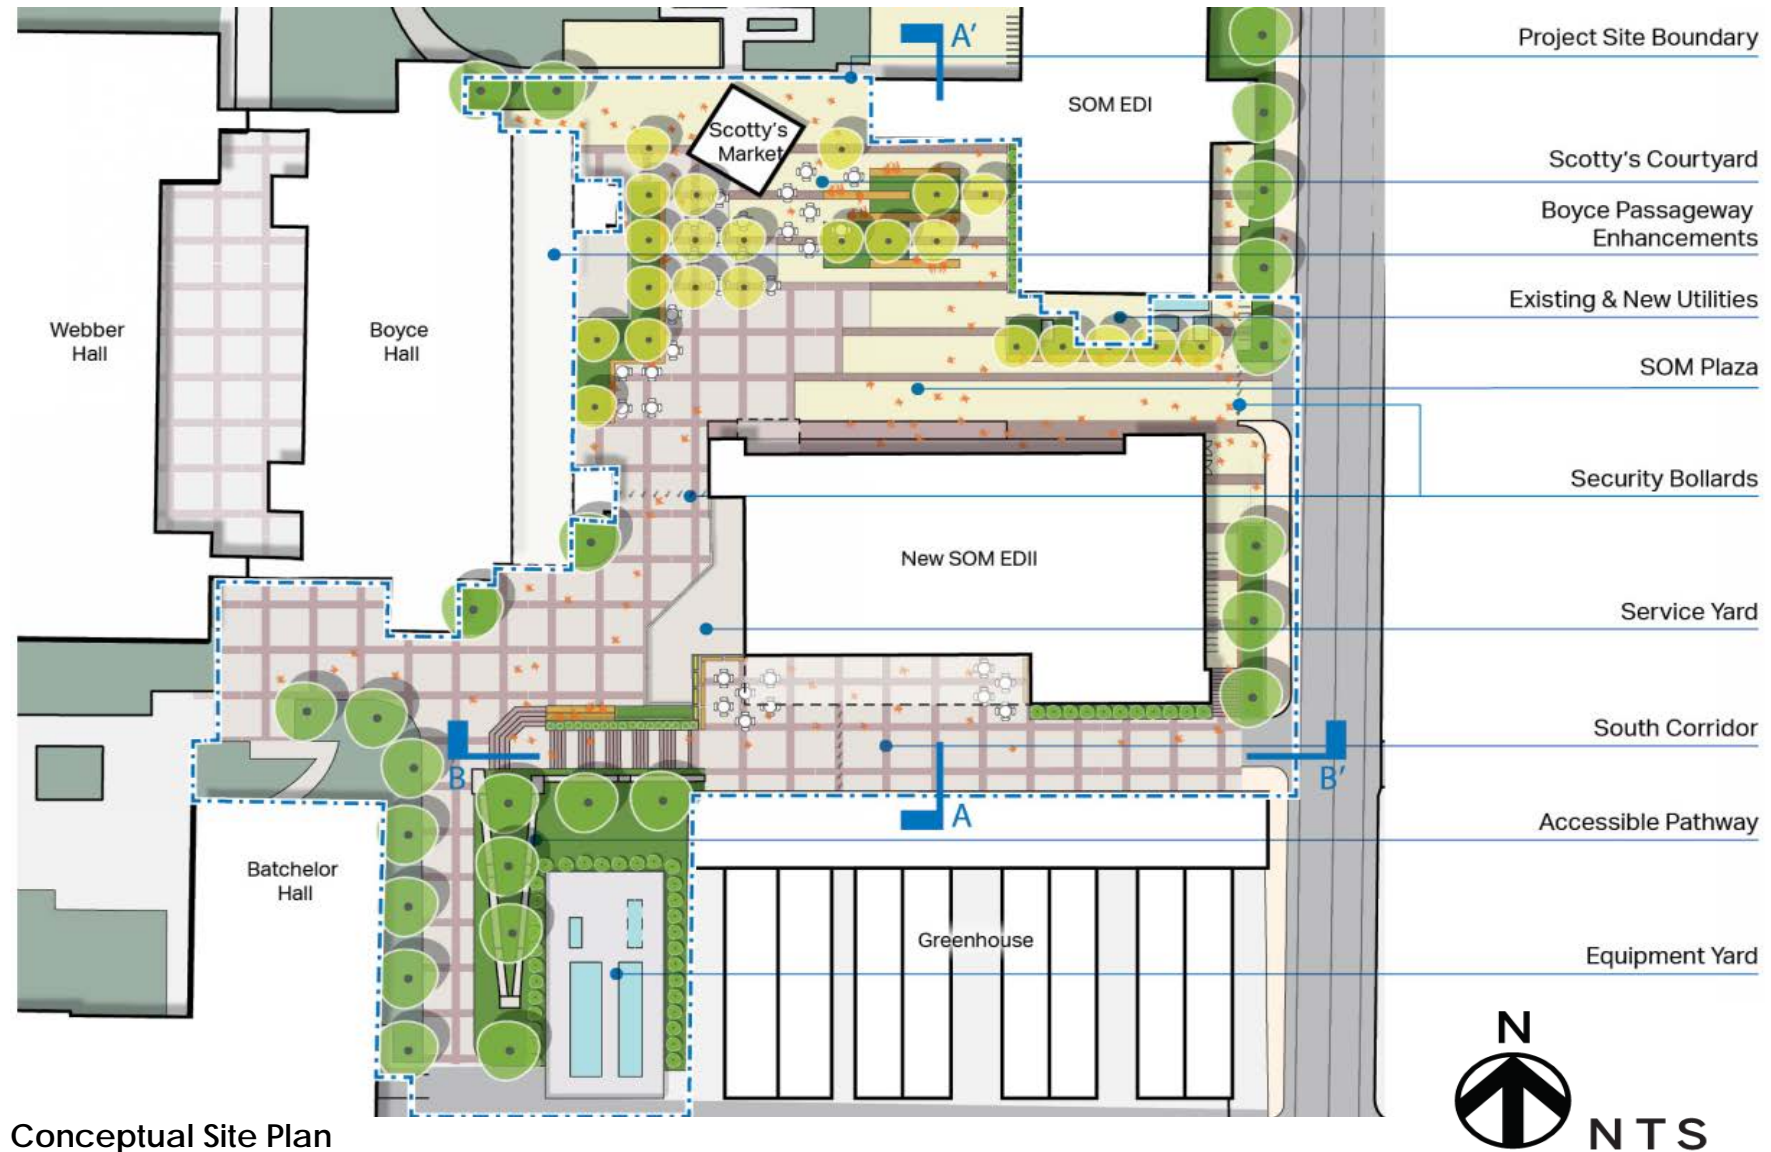 A'
Project Site Boundary
SOM EDI
Scotty's
Market
Scotty's Courtyard
Boyce Passageway
Enhancements
Existing & New Utilities
Webber
Hall
Boyce
Hall
SOM Plaza
Security Bollards
New SOM EDII
Service Yard
South Corridor
B
B'
A
Accessible Pathway
Batchelor
Hall
Greenhouse
Equipment Yard
N
NTS
Conceptual Site Plan